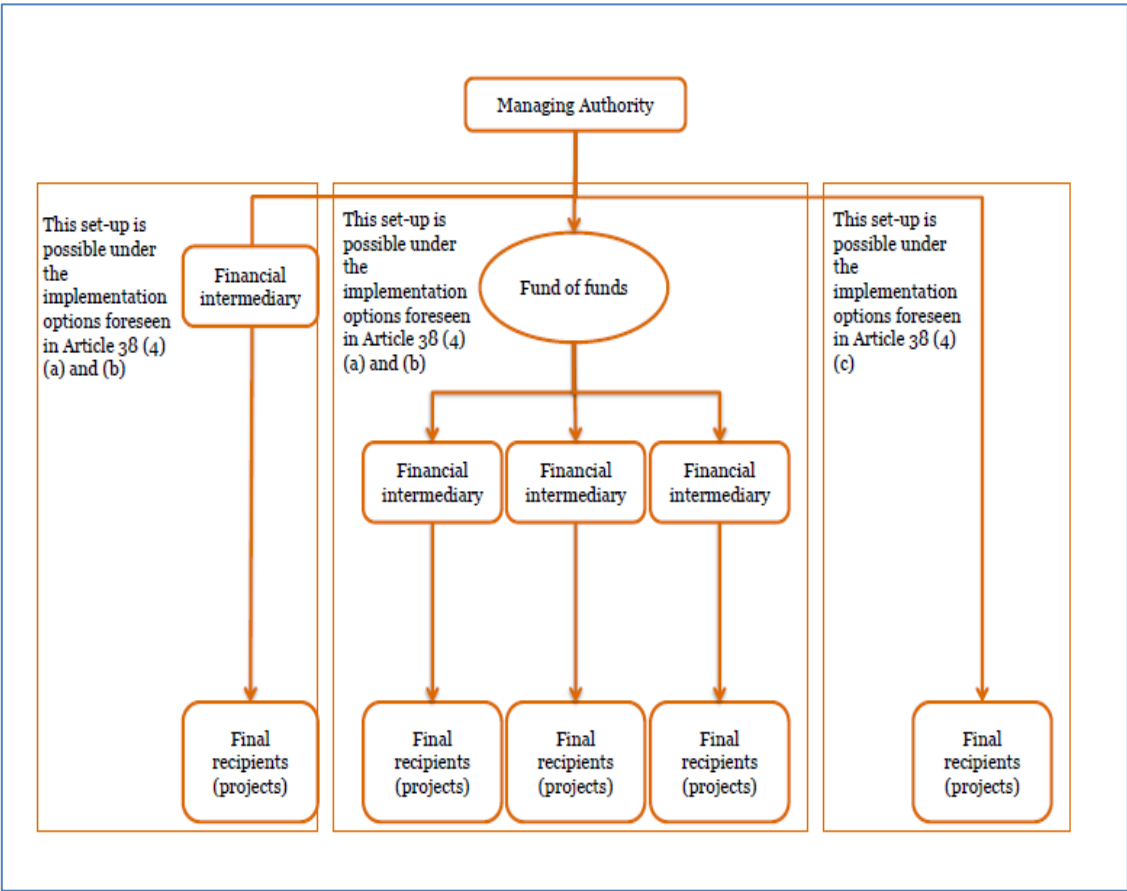 Managing Authority
This set-up is
possible under
the
implementation
options foreseen
in Article 38 (4)
(a) and (b)
Financial
intermediary
This set-up is
possible under
the
implementation
options foreseen
in Article 38 (4)
(a) and (b)
Fund of funds
This set-up is
possible under
the
implementation
options foreseen
in Article 38 (4)
(c)
Financial
intermediary
Financial
intermediary
Financial
intermediary
Final
recipients
(projects)
Final
recipients
(projects)
Final
recipients
(projects)
Final
recipients
(projects)
Final
recipients
(projects)